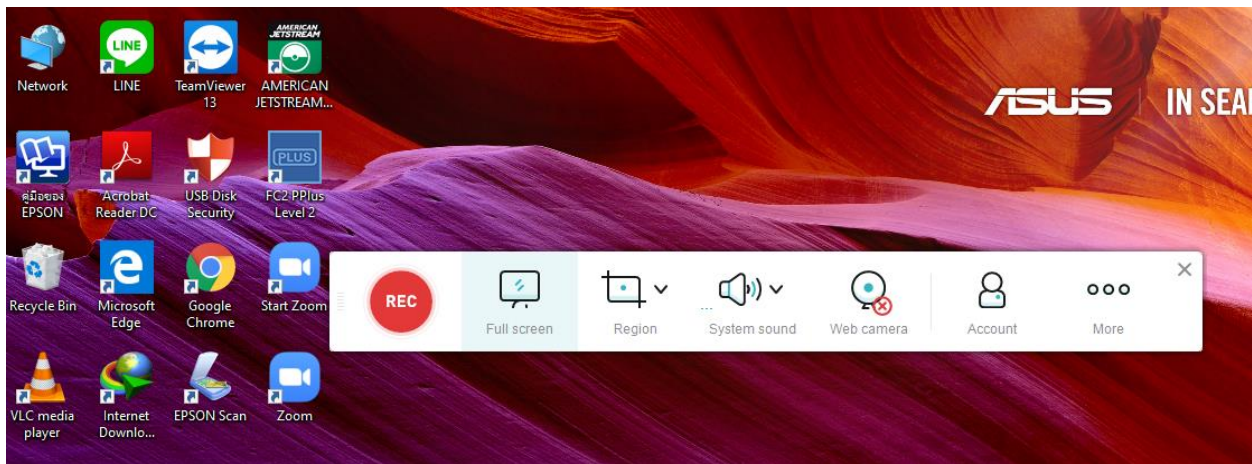 Network
LINE
LINE
TeamViewer
13
AMERICAN
JETSTREAM
AMERICAN
JETSTREAM...
ASUS
IN SEA
คู่มือของ
EPSON
Acrobat
Reader DC
USB Disk
Security
PLUS
FC2 PPlus
Level 2
Recycle Bin
Microsoft
Edge
Google
Chrome
Start Zoom
REC
Full screen
Region
System sound
Web camera
Account
More
VLC media
player
Internet
Downlo...
EPSON Scan
Zoom